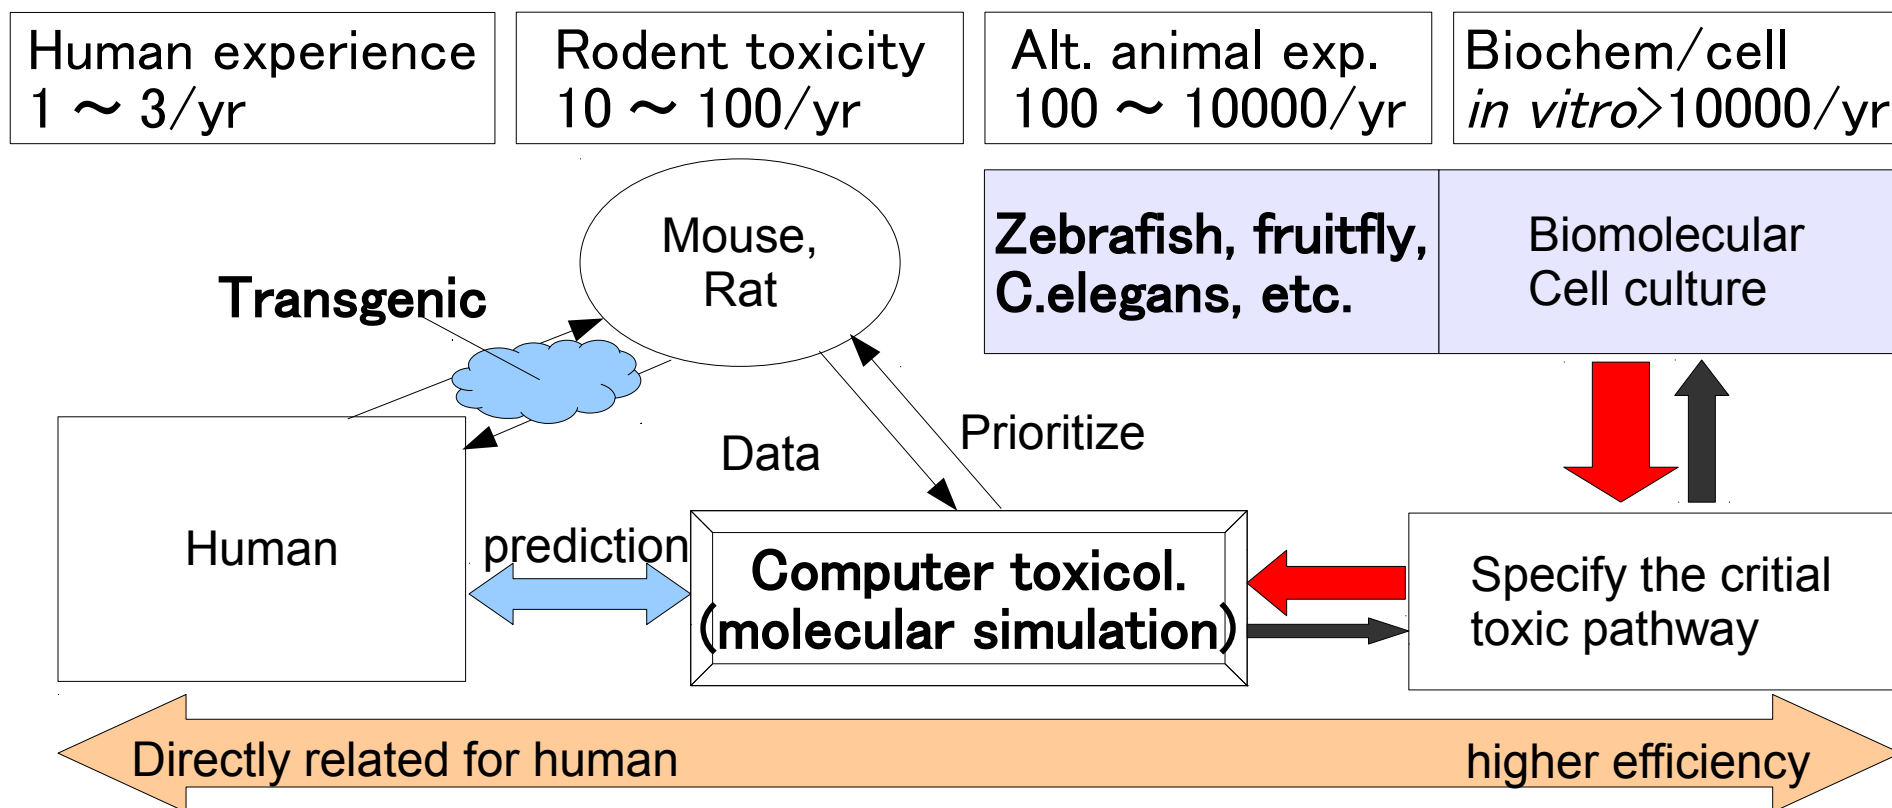 Human experience
1 ～ 3/yr
Rodent toxicity
10 ～ 100/yr
Alt. animal exp.
100 ～ 10000/yr
Biochem/cell
in vitro>10000/yr
Mouse,
Rat
Zebrafish, fruitfly,
C.elegans, etc.
Biomolecular
Cell culture
Transgenic
Data
Prioritize
Human
prediction
Computer toxicol.
(molecular simulation)
Specify the critial
toxic pathway
Directly related for human
higher efficiency